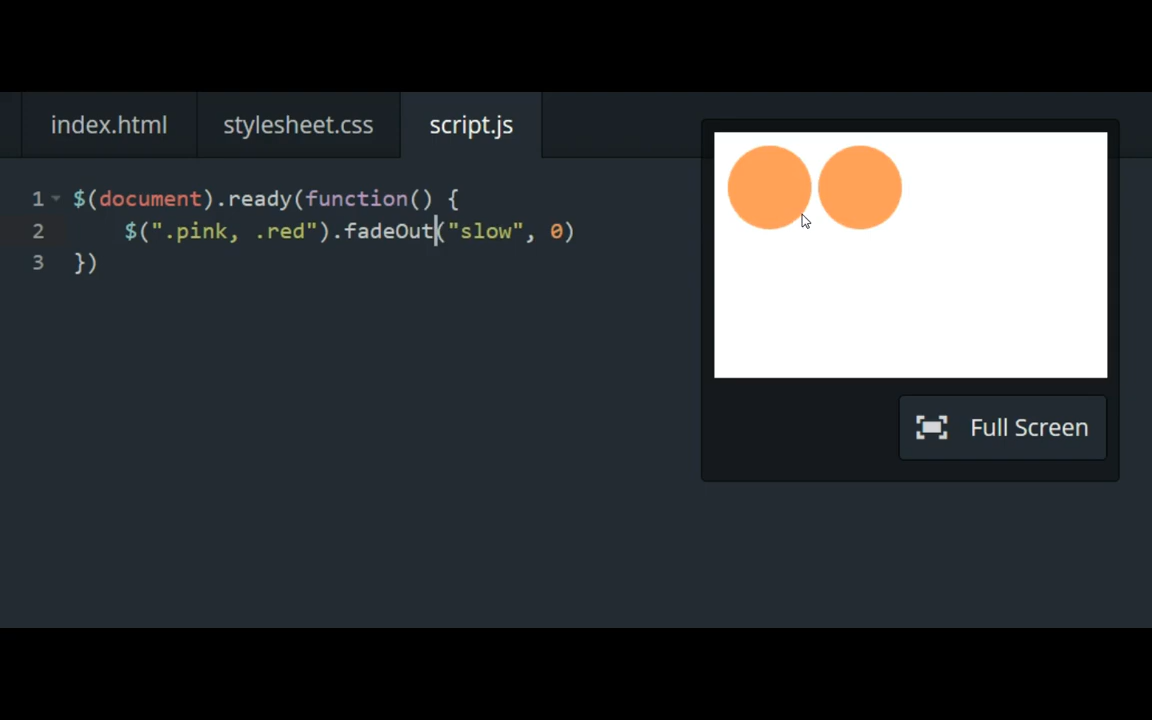 index.html
stylesheet.css
script.js
1 $(document).ready(function() {
2 $(".pink, .red").fadeOut("slow", 0)
3 })
Full Screen